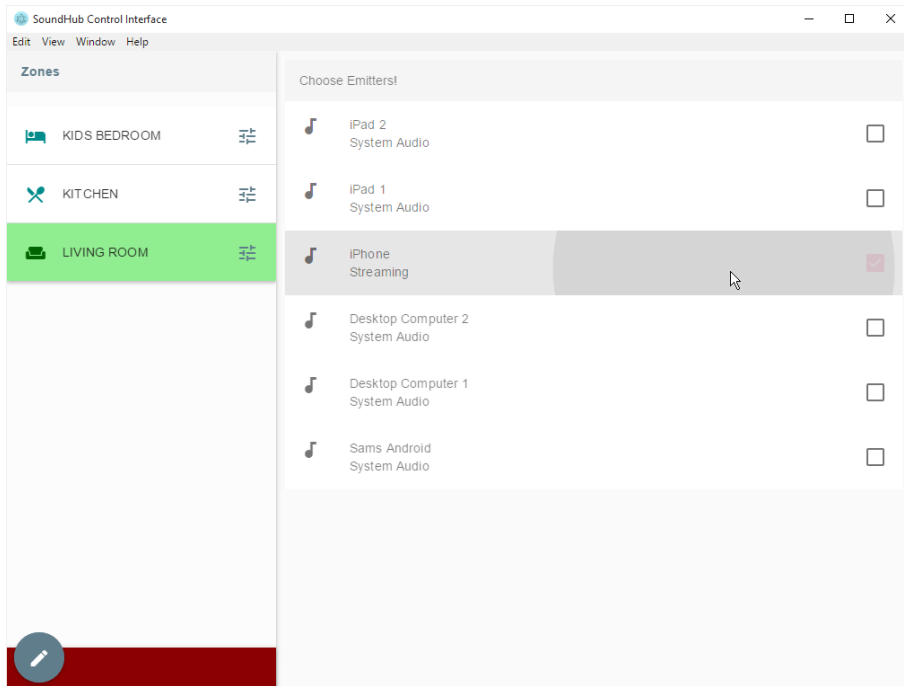 SoundHub Control Interface
Edit View Window Help
Zones
KIDS BEDROOM
KITCHEN
LIVING ROOM
Choose Emitters!
iPad 2
System Audio
iPad 1
System Audio
iPhone
Streaming
Desktop Computer 2
System Audio
Desktop Computer 1
System Audio
Sams Android
System Audio